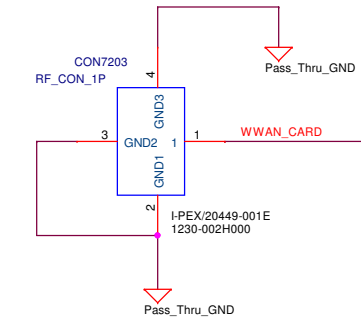 CON7203
RF_CON_1P
4
GND3
Pass_Thru_GND
3
GND2
1
1
WWAN_CARD
GND1
2
I-PEX/20449-001E
1230-002H000
Pass_Thru_GND